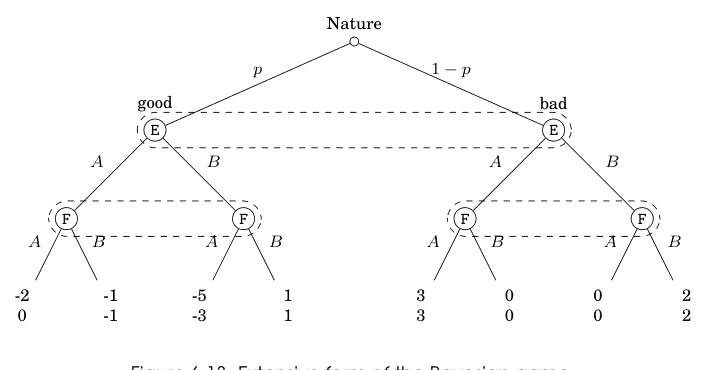 Nature
p 1 − p
good bad
E E
A B A B
F F F F
A B A B A B A B
-2 -1 -5 1 3 0 0 2
0 -1 -3 1 3 0 0 2